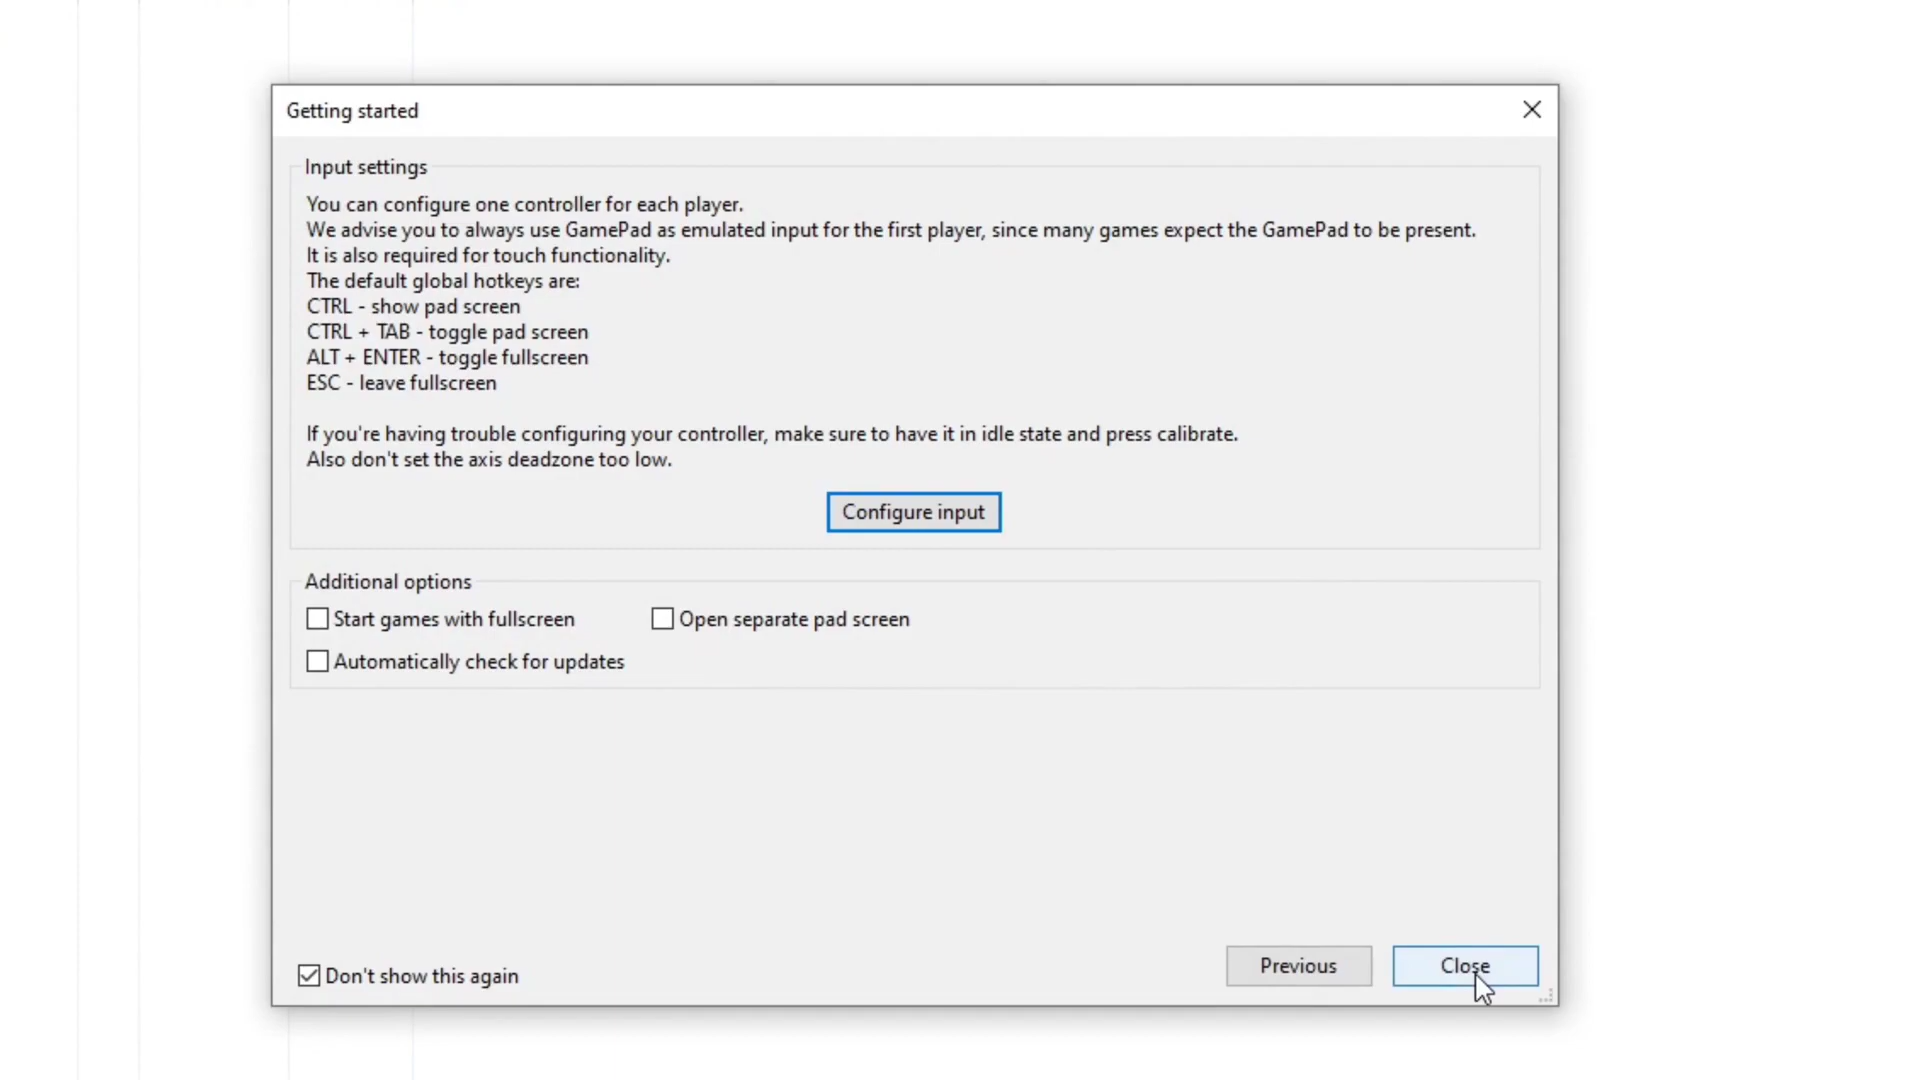 Getting started
Input settings
You can configure one controller for each player.
We advise you to always use GamePad as emulated input for the first player, since many games expect the GamePad to be present.
It is also required for touch functionality.
The default global hotkeys are:
CTRL - show pad screen
CTRL + TAB - toggle pad screen
ALT + ENTER - toggle fullscreen
ESC - leave fullscreen
If you're having trouble configuring your controller, make sure to have it in idle state and press calibrate.
Also don't set the axis deadzone too low.
Configure input
Additional options
Start games with fullscreen
Open separate pad screen
Automatically check for updates
Don't show this again
Previous
Close